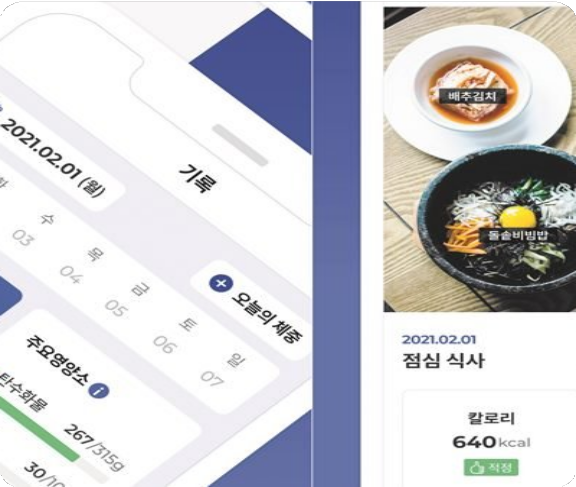 기록
2021.02.01 (월)
수 목 금 토 일
03 04 05 06 07
오늘의 체중
주요영양소
탄수화물
267/315g
배추김치
돌솥비빔밥
2021.02.01
점심 식사
칼로리
640 kcal
적정